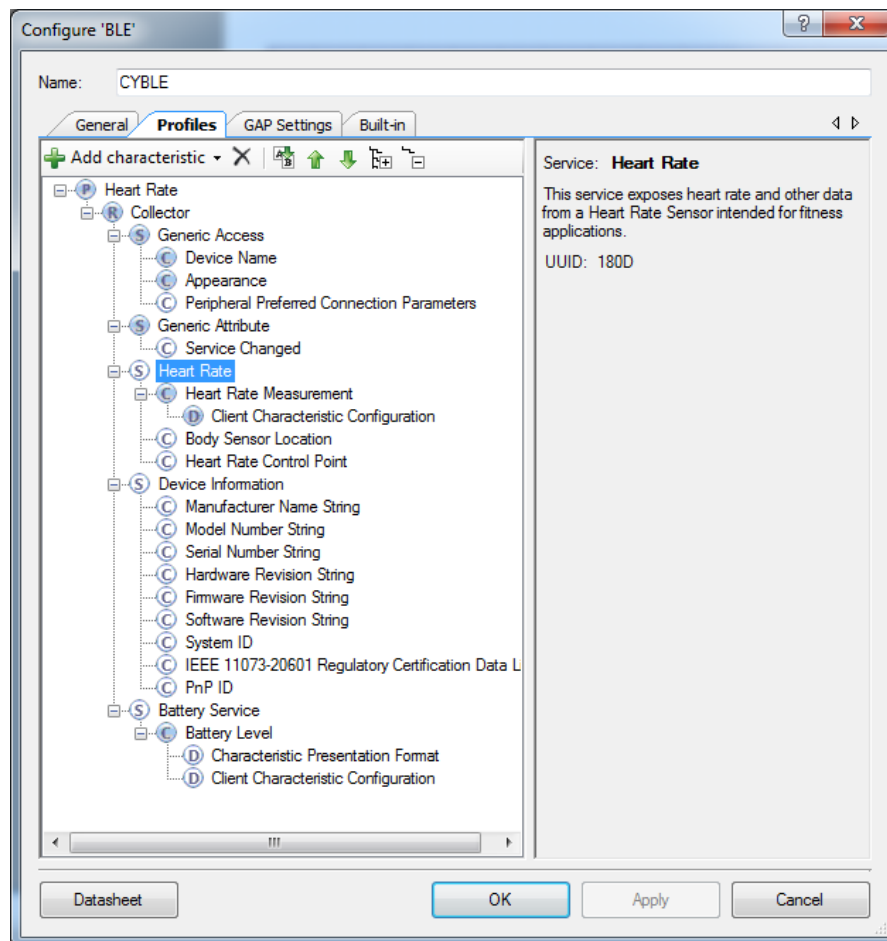 Configure 'BLE'
Name: CYBLE
General Profiles GAP Settings Built-in
Add characteristic
P Heart Rate
R Collector
S Generic Access
C Device Name
C Appearance
C Peripheral Preferred Connection Parameters
S Generic Attribute
C Service Changed
S Heart Rate
C Heart Rate Measurement
D Client Characteristic Configuration
C Body Sensor Location
C Heart Rate Control Point
S Device Information
C Manufacturer Name String
C Model Number String
C Serial Number String
C Hardware Revision String
C Firmware Revision String
C Software Revision String
C System ID
C IEEE 11073-20601 Regulatory Certification Data L
C PnP ID
S Battery Service
C Battery Level
D Characteristic Presentation Format
D Client Characteristic Configuration
Service: Heart Rate
This service exposes heart rate and other data
from a Heart Rate Sensor intended for fitness
applications.
UUID: 180D
Datasheet OK Apply Cancel